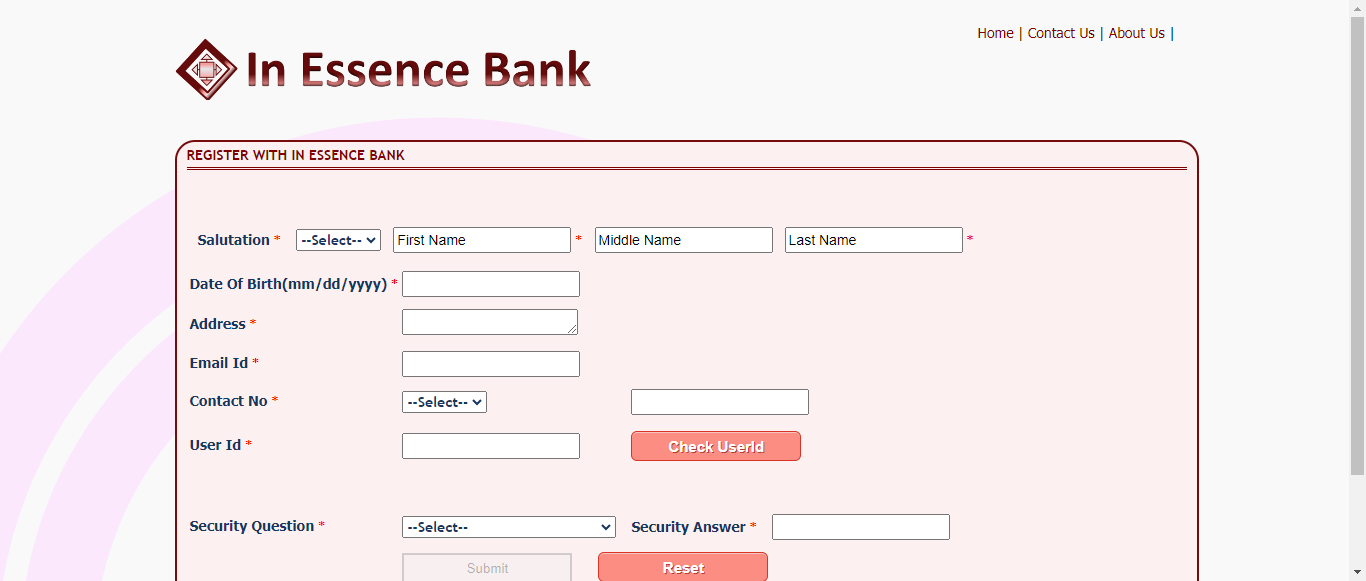 Home | Contact Us | About Us |
In Essence Bank
REGISTER WITH IN ESSENCE BANK
Salutation * --Select-- First Name * Middle Name Last Name *
Date Of Birth(mm/dd/yyyy) *
Address *
Email Id *
Contact No * --Select--
User Id * Check UserId
Security Question * --Select-- Security Answer *
Submit Reset